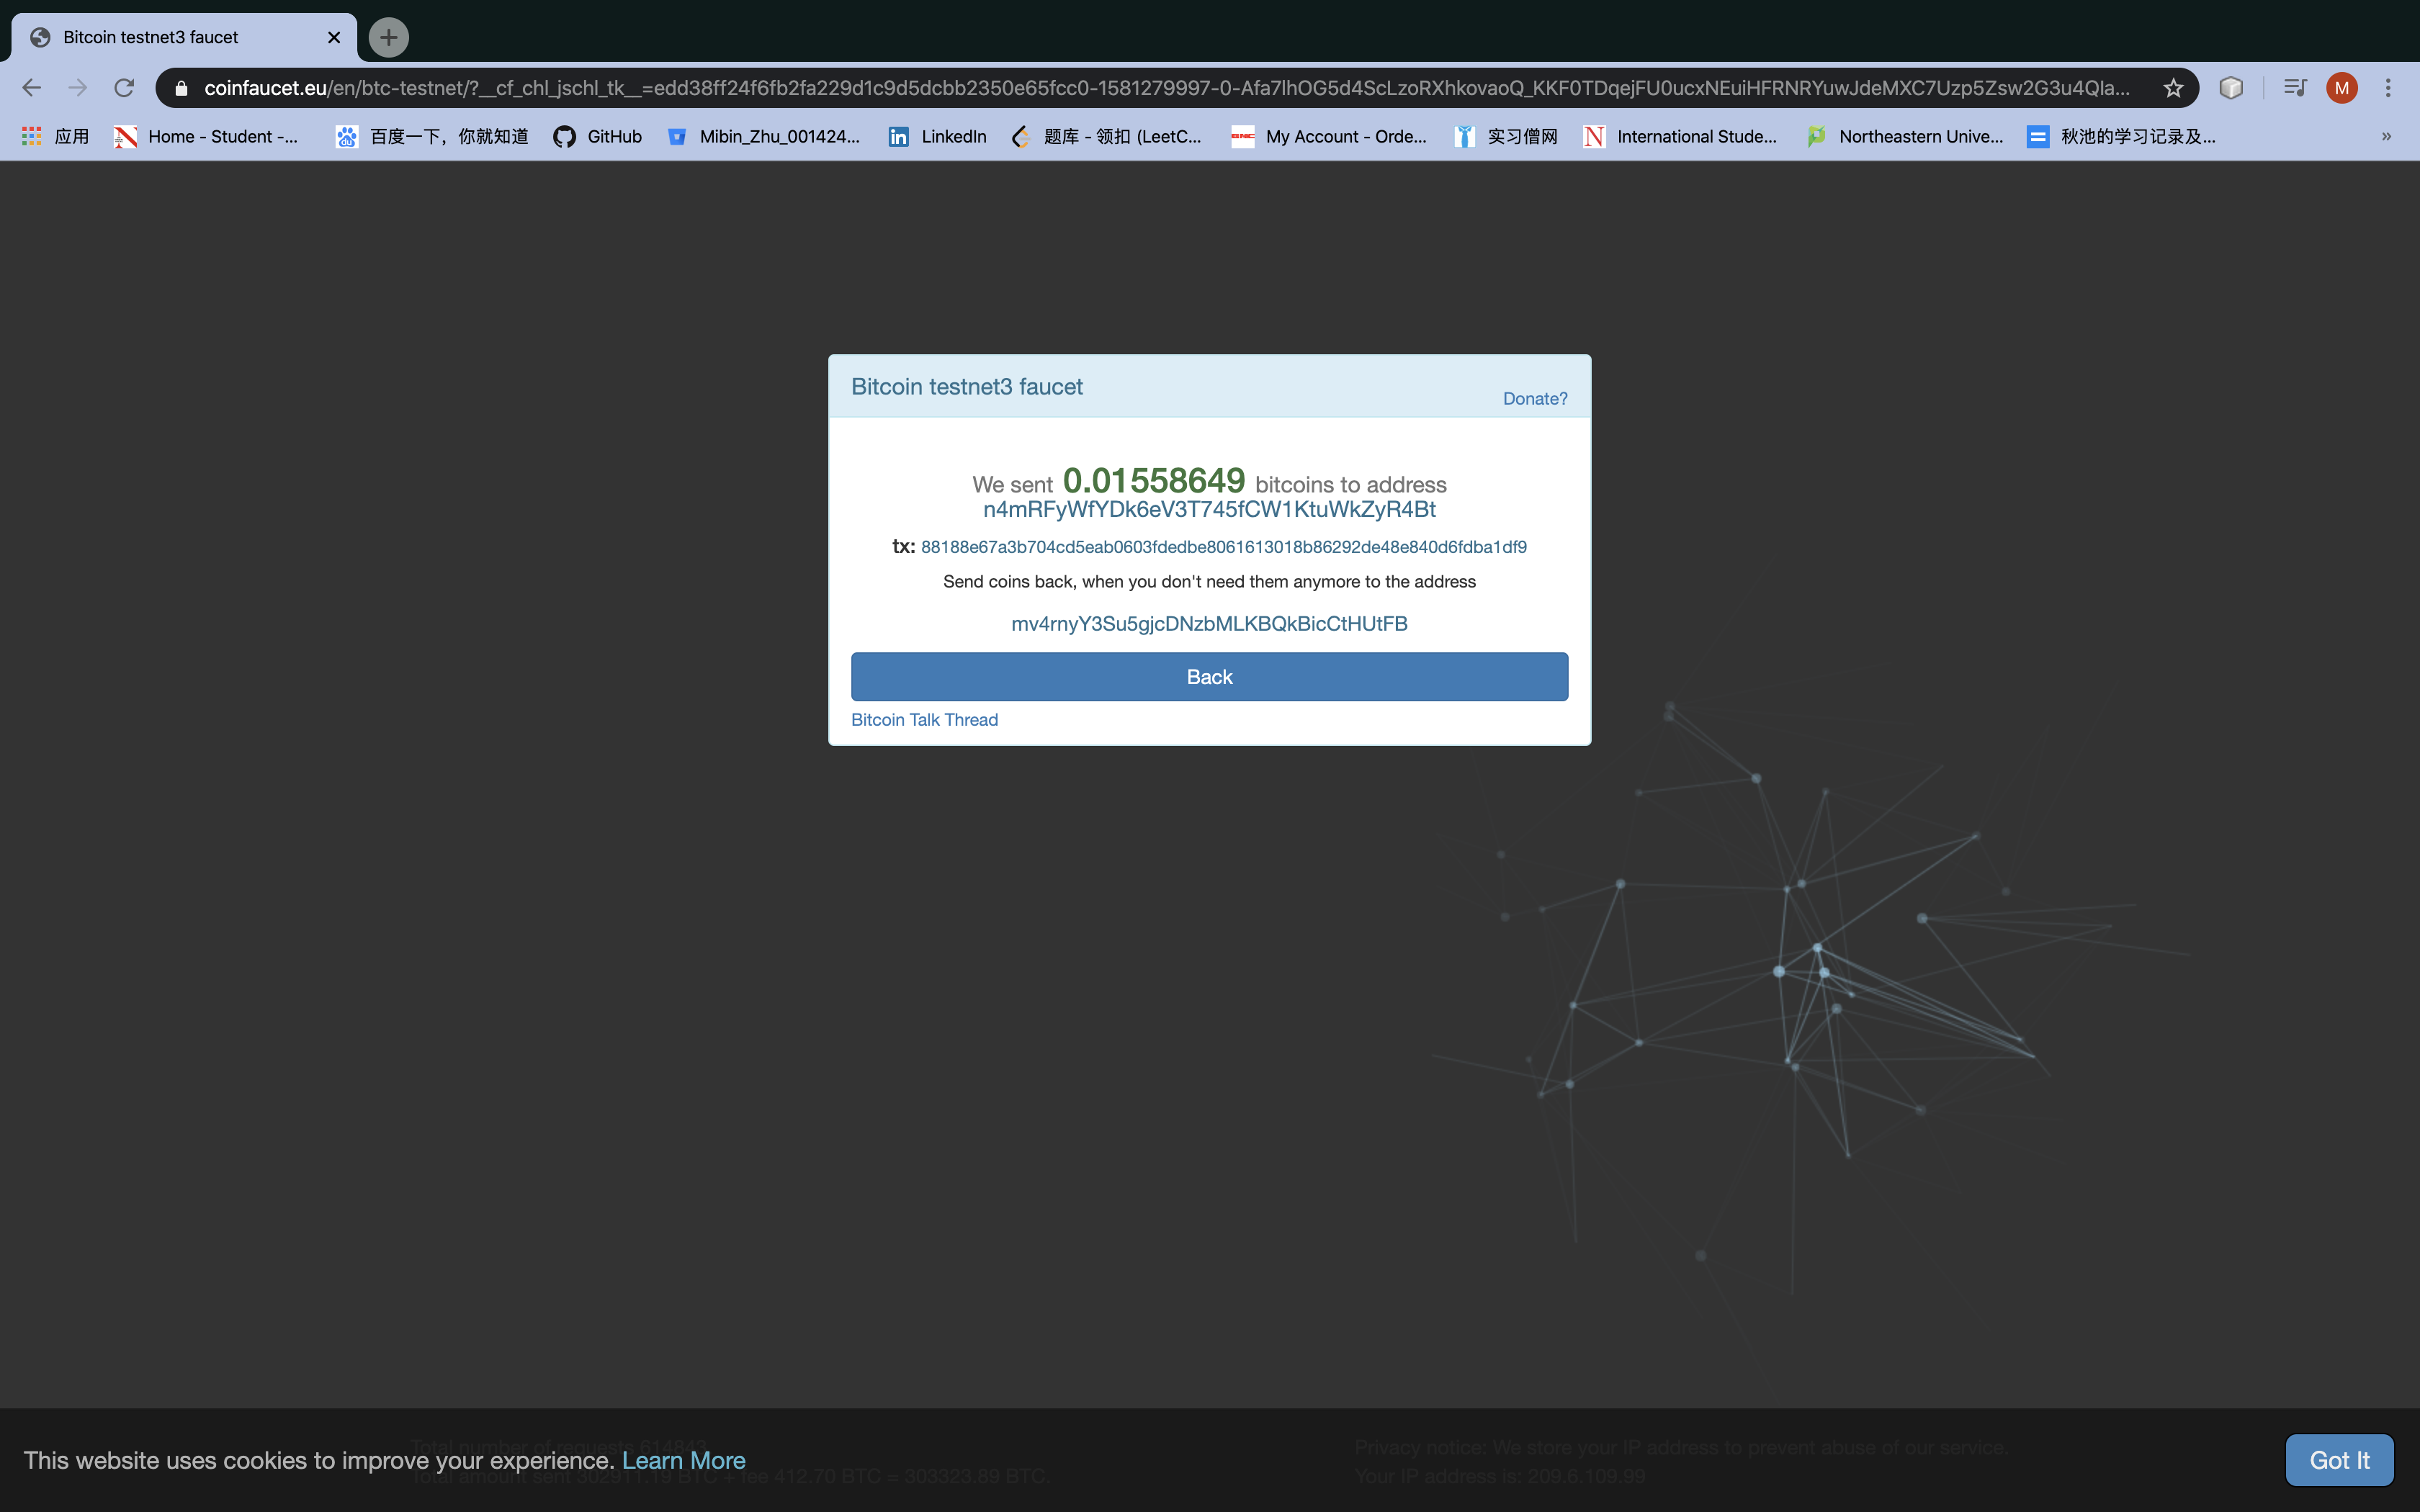 Bitcoin testnet3 faucet
coinfaucet.eu/en/btc-testnet/?__cf_chl_jschl_tk__=edd38ff24f6fb2fa229d1c9d5dcbb2350e65fcc0-1581279997-0-Afa7lhOG5d4ScLzoRXhkovaoQ_KKF0TDqejFU0ucxNEuiHFRNRYuwJdeMXC7Uzp5Zsw2G3u4Qla...
M
应用 Home - Student -... 百度一下，你就知道 GitHub Mibin_Zhu_001424... LinkedIn 题库 - 领扣 (LeetC... My Account - Orde... 实习僧网 International Stude... Northeastern Unive... 秋池的学习记录及... »
Bitcoin testnet3 faucet
Donate?
We sent 0.01558649 bitcoins to address
n4mRFyWfYDk6eV3T745fCW1KtuWkZyR4Bt
tx: 88188e67a3b704cd5eab0603fdedbe8061613018b86292de48e840d6fdba1df9
Send coins back, when you don't need them anymore to the address
mv4rnyY3Su5gjcDNzbMLKBQkBicCtHUtFB
Back
Bitcoin Talk Thread
Total number of requests
Privacy notice: We store your IP address to prevent abuse of our service.
This website uses cookies to improve your experience. Learn More
Got It
Total amount sent 302911.19 BTC + fee 412.70 BTC = 303323.89 BTC.
Your IP address is: 209.6.109.99